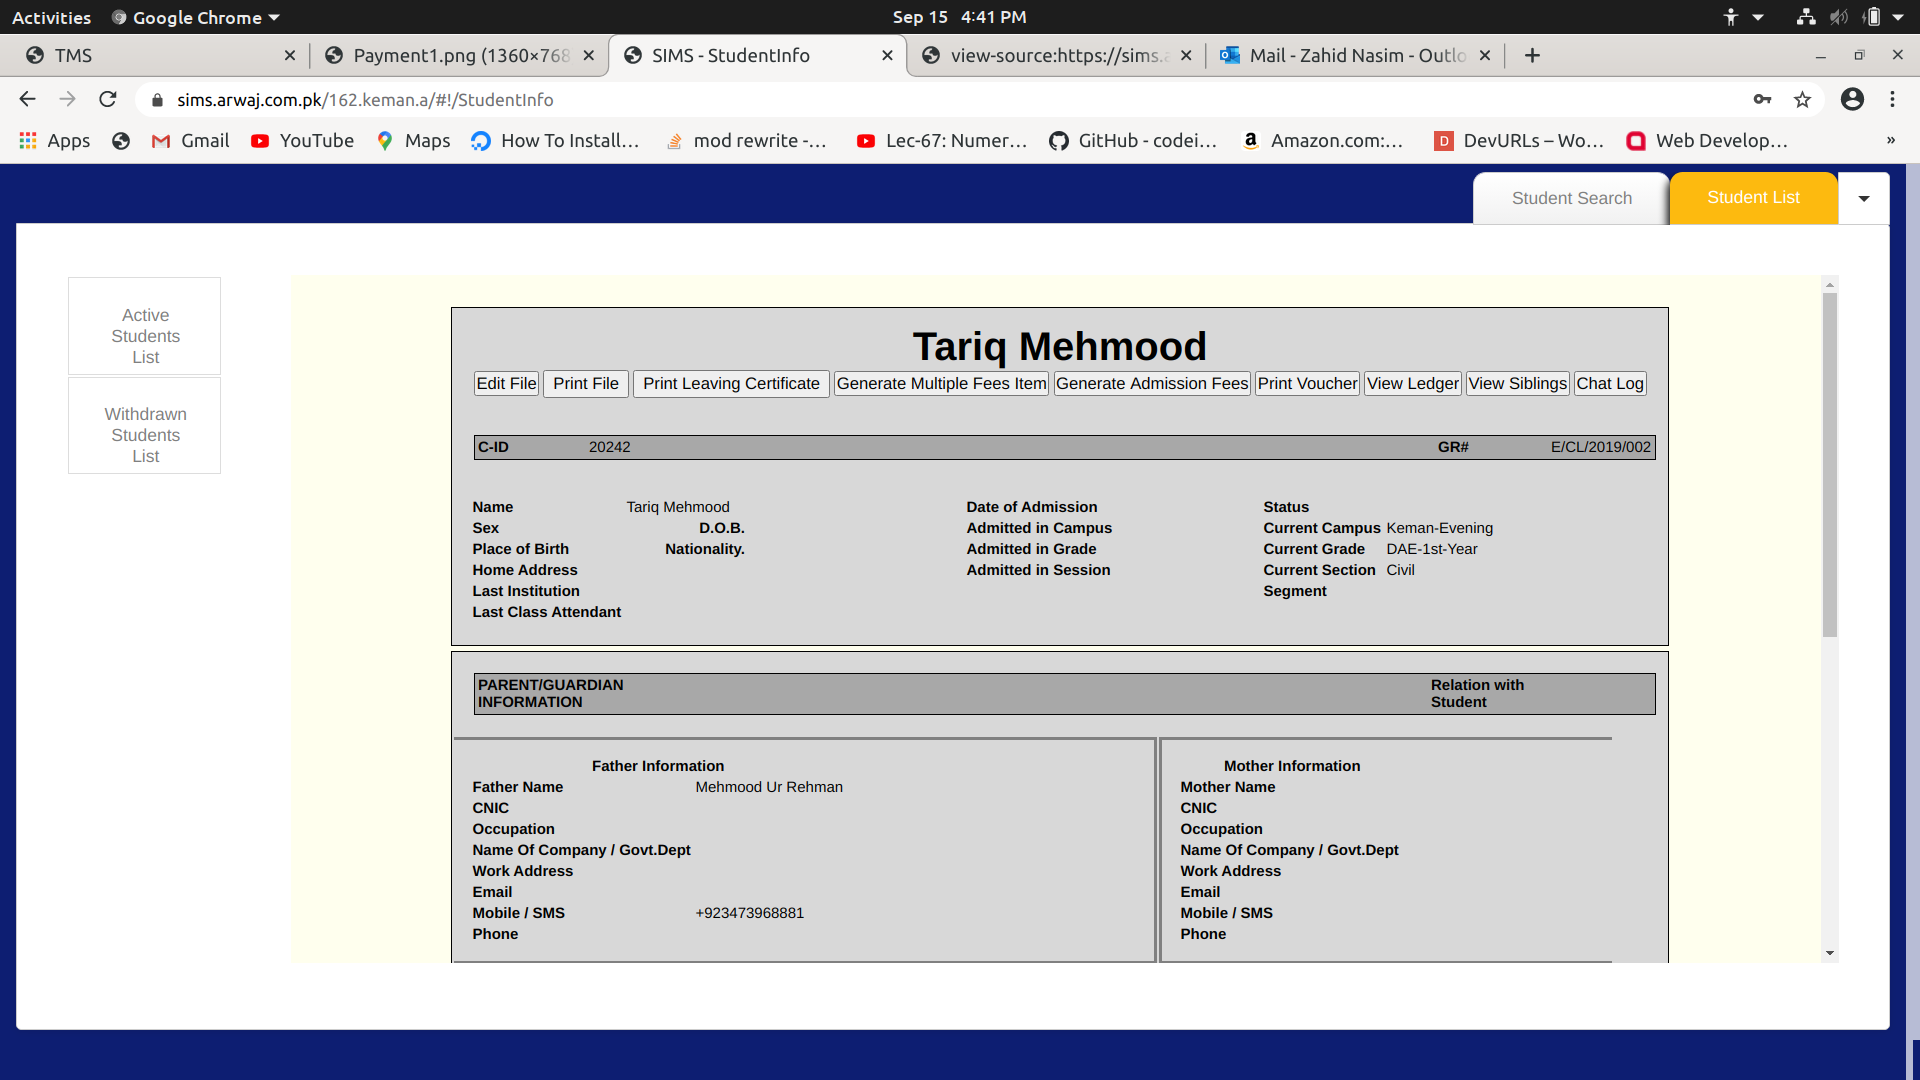 Activities Google Chrome Sep 15 4:41 PM
TMS Payment1.png (1360×768 SIMS - StudentInfo view-source:https://sims.a Mail - Zahid Nasim - Outlo
sims.arwaj.com.pk/162.keman.a/#!/StudentInfo
Apps Gmail YouTube Maps How To Install… mod rewrite -… Lec-67: Numer… GitHub - codei… Amazon.com:… DevURLs – Wo… Web Develop… »
Student Search Student List
Active
Students
List
Withdrawn
Students
List
Tariq Mehmood
Edit File Print File Print Leaving Certificate Generate Multiple Fees Item Generate Admission Fees Print Voucher View Ledger View Siblings Chat Log
C-ID 20242 GR# E/CL/2019/002
Name Tariq Mehmood Date of Admission Status
Sex D.O.B. Admitted in Campus Current Campus Keman-Evening
Place of Birth Nationality. Admitted in Grade Current Grade DAE-1st-Year
Home Address Admitted in Session Current Section Civil
Last Institution Segment
Last Class Attendant
PARENT/GUARDIAN Relation with
INFORMATION Student
Father Information Mother Information
Father Name Mehmood Ur Rehman Mother Name
CNIC CNIC
Occupation Occupation
Name Of Company / Govt.Dept Name Of Company / Govt.Dept
Work Address Work Address
Email Email
Mobile / SMS +923473968881 Mobile / SMS
Phone Phone